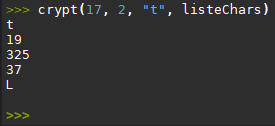 >>> crypt(17, 2, "t", listeChars)
t
19
325
37
L
>>>